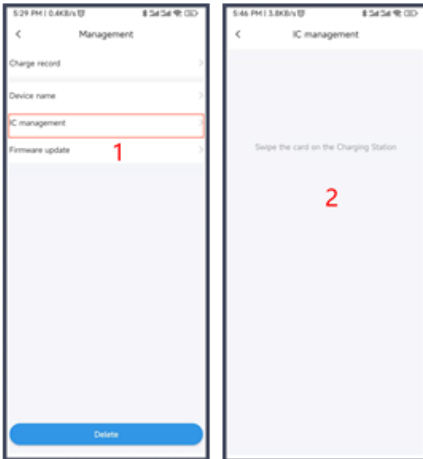 5:29 PM | 0.4KB/s
Management
Charge record
Device name
IC management
Firmware update
1
Delete
5:46 PM | 3.8KB/s
IC management
Swipe the card on the Charging Station
2